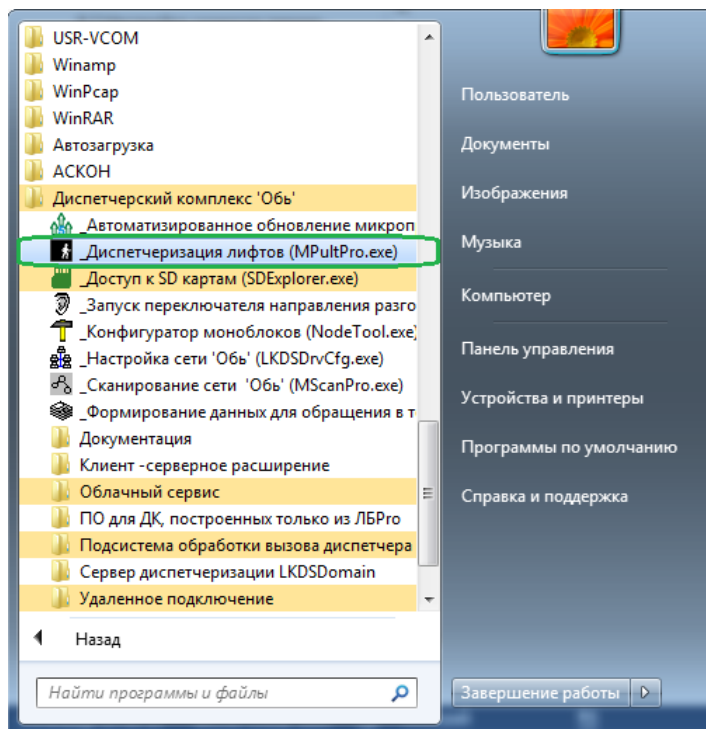 USR-VCOM
Winamp
WinPcap
WinRAR
Автозагрузка
АСКОН
Диспетчерский комплекс 'Обь'
_Автоматизированное обновление микроп
_Диспетчеризация лифтов (MPultPro.exe)
_Доступ к SD картам (SDExplorer.exe)
_Запуск переключателя направления разго
_Конфигуратор моноблоков (NodeTool.exe)
_Настройка сети 'Обь' (LKDSDrvCfg.exe)
_Сканирование сети 'Обь' (MScanPro.exe)
_Формирование данных для обращения в т
Документация
Клиент -серверное расширение
Облачный сервис
ПО для ДК, построенных только из ЛБPro
Подсистема обработки вызова диспетчера
Сервер диспетчеризации LKDSDomain
Удаленное подключение
Назад
Найти программы и файлы
Пользователь
Документы
Изображения
Музыка
Компьютер
Панель управления
Устройства и принтеры
Программы по умолчанию
Справка и поддержка
Завершение работы